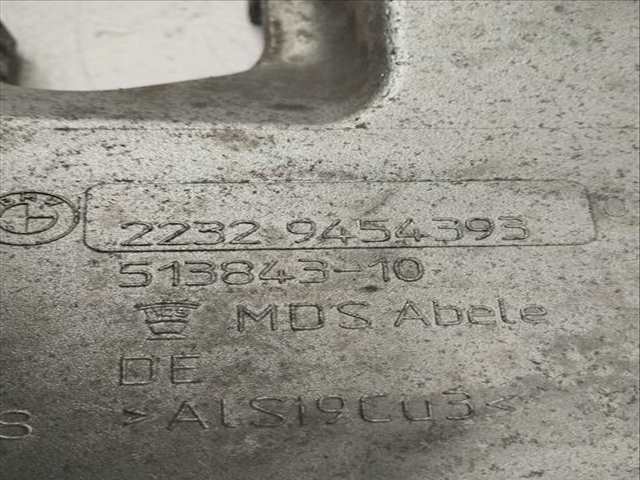 2232 9454393
513843-10
MDS Abele
DE
>AlSi9Cu3<
S